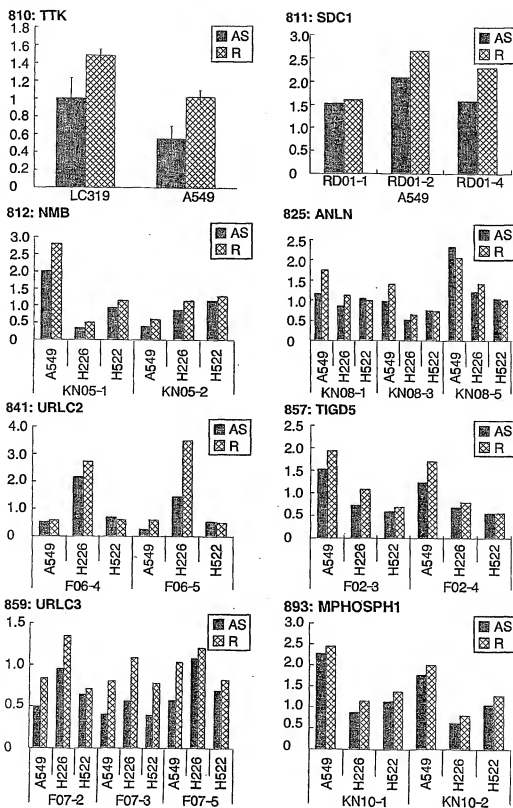 810: TTK
AS
R
1.8
1.6
1.4
1.2
1
0.8
0.6
0.4
0.2
0
LC319
A549
811: SDC1
AS
R
3.0
2.5
2.0
1.5
1.0
0.5
0
RD01-1
RD01-2
RD01-4
A549
812: NMB
AS
R
3.0
2.5
2.0
1.5
1.0
0.5
A549
H226
H522
A549
H226
H522
KN05-1
KN05-2
825: ANLN
AS
R
2.5
2.0
1.5
1.0
0.5
0
A549
H226
H522
A549
H226
H522
A549
H226
H522
KN08-1
KN08-3
KN08-5
841: URLC2
AS
R
4.0
3.0
2.0
1.0
0
A549
H226
H522
A549
H226
H522
F06-4
F06-5
857: TIGD5
AS
R
2.5
2.0
1.5
1.0
0.5
0
A549
H226
H522
A549
H226
H522
F02-3
F02-4
859: URLC3
AS
R
1.5
1.0
0.5
0
A549
H226
H522
A549
H226
H522
A549
H226
H522
F07-2
F07-3
F07-5
893: MPHOSPH1
AS
R
3.0
2.5
2.0
1.5
1.0
0.5
A549
H226
H522
A549
H226
H522
KN10-1
KN10-2